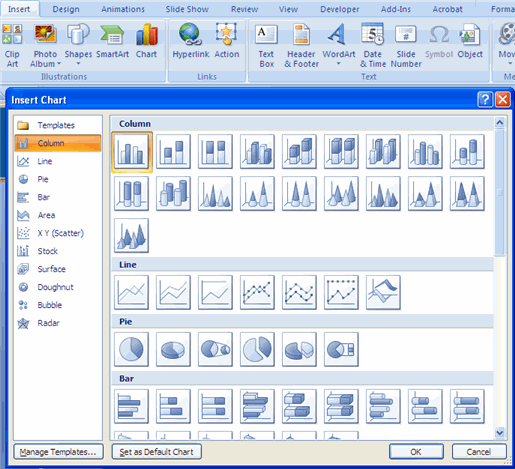 Insert Design Animations Slide Show Review View Developer Add-Ins Acrobat Forma
Clip Art Photo Album Shapes SmartArt Chart Hyperlink Action Text Box Header & Footer WordArt Date & Time Slide Number Symbol Object Mov
Illustrations Links Text Me
Insert Chart
Templates
Column
Line
Pie
Bar
Area
X Y (Scatter)
Stock
Surface
Doughnut
Bubble
Radar
Column
Line
Pie
Bar
Manage Templates... Set as Default Chart OK Cancel